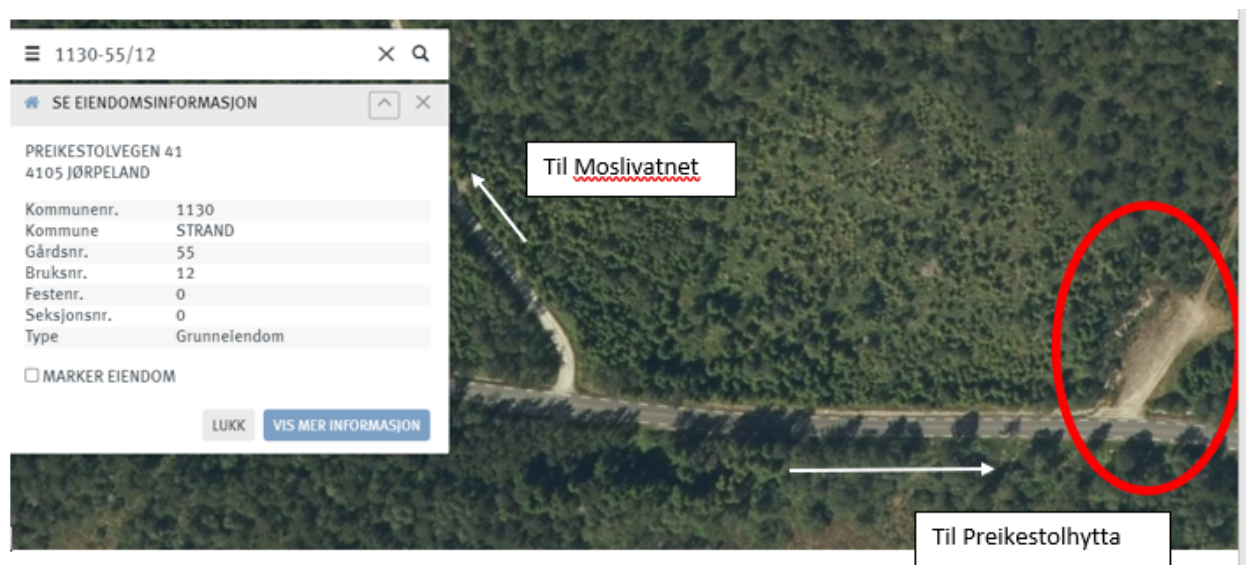 1130-55/12
SE EIENDOMSINFORMASJON
PREIKESTOLVEGEN 41
4105 JØRPELAND
Kommunenr. 1130
Kommune STRAND
Gårdsnr. 55
Bruksnr. 12
Festenr. 0
Seksjonsnr. 0
Type Grunneiendom
MARKER EIENDOM
LUKK VIS MER INFORMASJON
Til Moslivatnet
Til Preikestolhytta